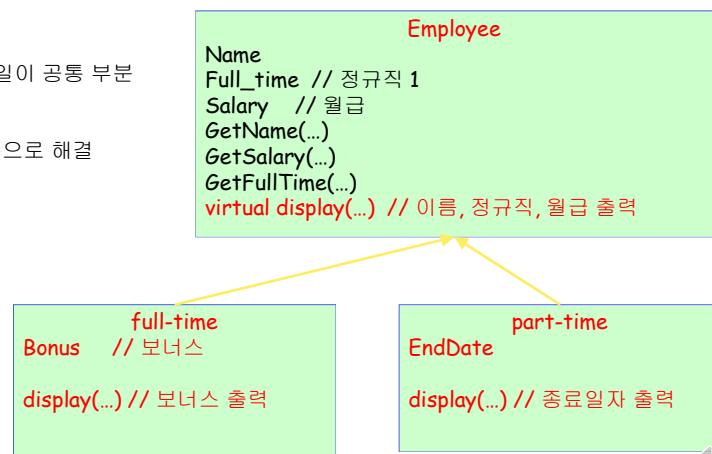 Employee
Name
일이 공통 부분
Full_time // 정규직 1
Salary // 월급
GetName(…)
으로 해결
GetSalary(…)
GetFullTime(…)
virtual display(…) // 이름, 정규직, 월급 출력
full-time
Bonus // 보너스
display(…) // 보너스 출력
part-time
EndDate
display(…) // 종료일자 출력